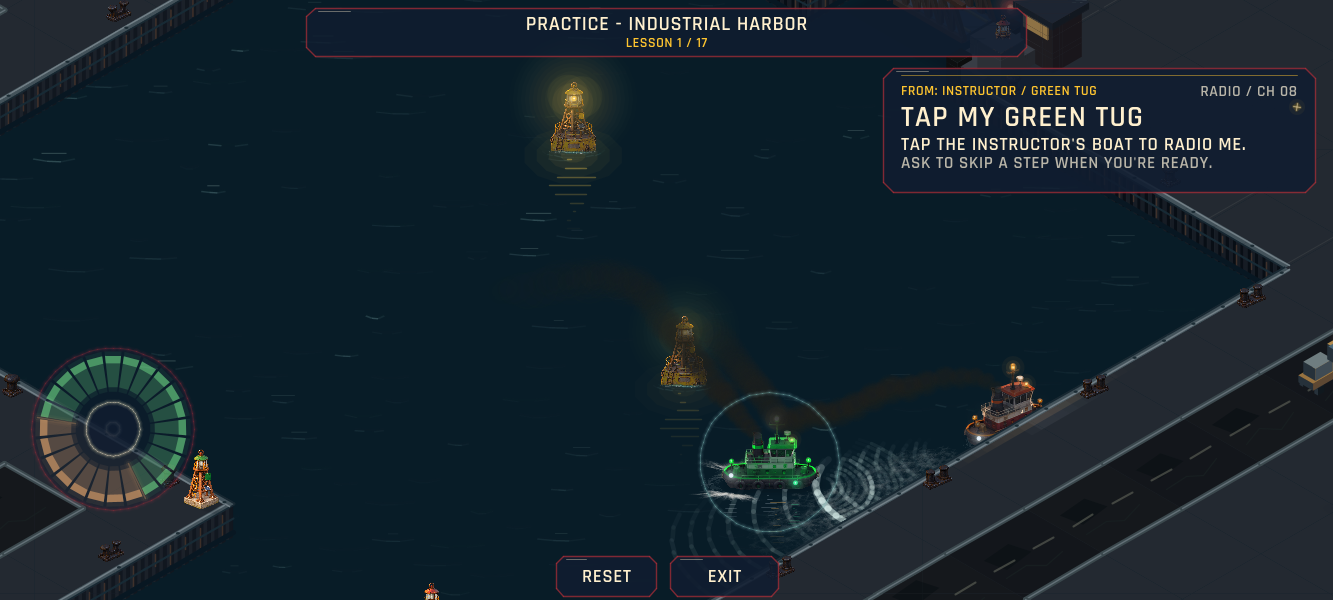 PRACTICE - INDUSTRIAL HARBOR
LESSON 1 / 17
FROM: INSTRUCTOR / GREEN TUG
RADIO / CH 08
TAP MY GREEN TUG
TAP THE INSTRUCTOR'S BOAT TO RADIO ME.
ASK TO SKIP A STEP WHEN YOU'RE READY.
RESET
EXIT